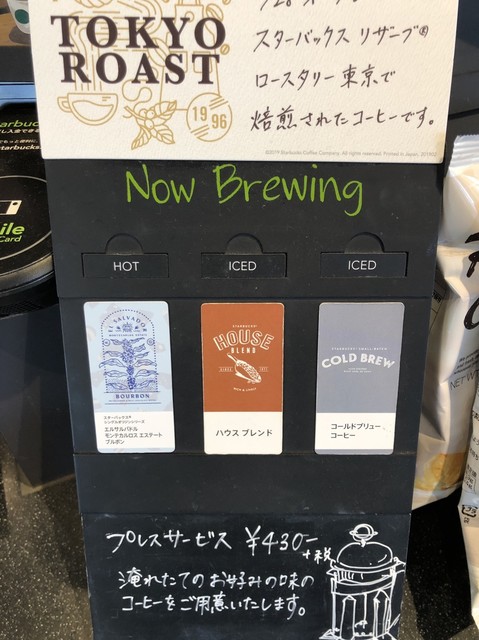 TOKYO
ROAST
19
96
スターバックス リザーブ®
ロースタリー 東京で
焙煎されたコーヒーです。
Now Brewing
HOT
ICED
ICED
EL SALVADOR
BOURBON
スターバックス®
シングルオリジンシリーズ
エルサルバドル
モンテカルロス エステート
ブルボン
STARBUCKS®
HOUSE
BLEND
ハウス ブレンド
COLD BREW
コールドブリュー
コーヒー
プレスサービス ¥430-
+税
淹れたてのお好みの味の
コーヒーをご用意いたします。